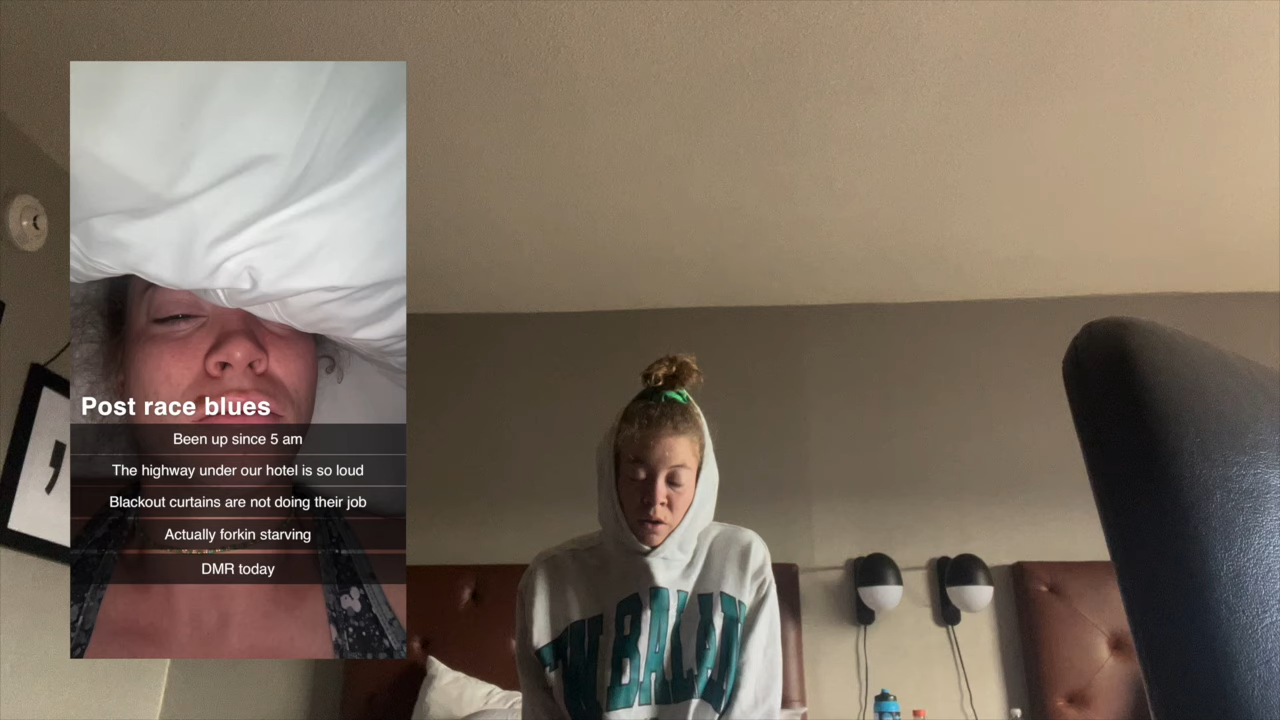 Post race blues
Been up since 5 am
The highway under our hotel is so loud
Blackout curtains are not doing their job
Actually forkin starving
DMR today
BALAN